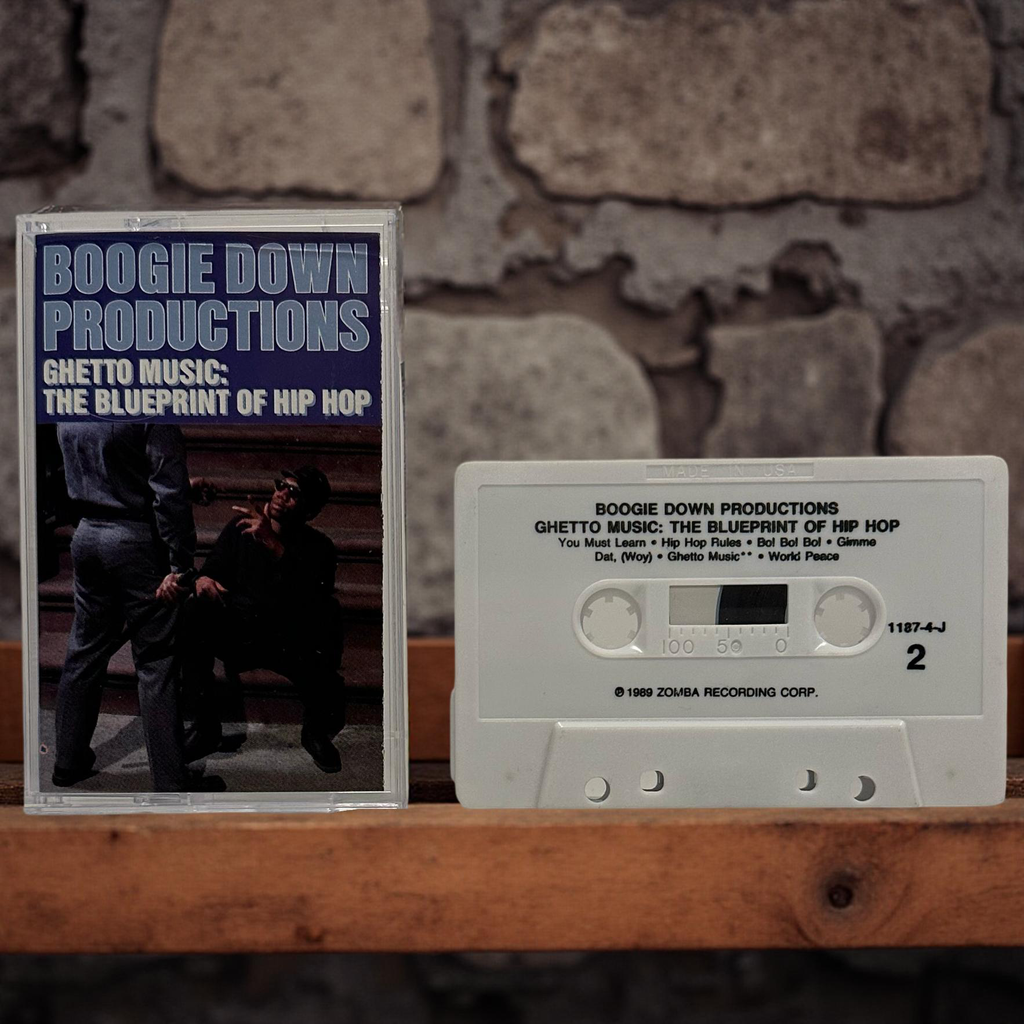 BOOGIE DOWN
PRODUCTIONS
GHETTO MUSIC:
THE BLUEPRINT OF HIP HOP
MADE IN USA
BOOGIE DOWN PRODUCTIONS
GHETTO MUSIC: THE BLUEPRINT OF HIP HOP
You Must Learn • Hip Hop Rules • Bo! Bo! Bo! • Gimme
Dat, (Woy) • Ghetto Music** • World Peace
100 50 0
1187-4-J
2
℗ 1989 ZOMBA RECORDING CORP.